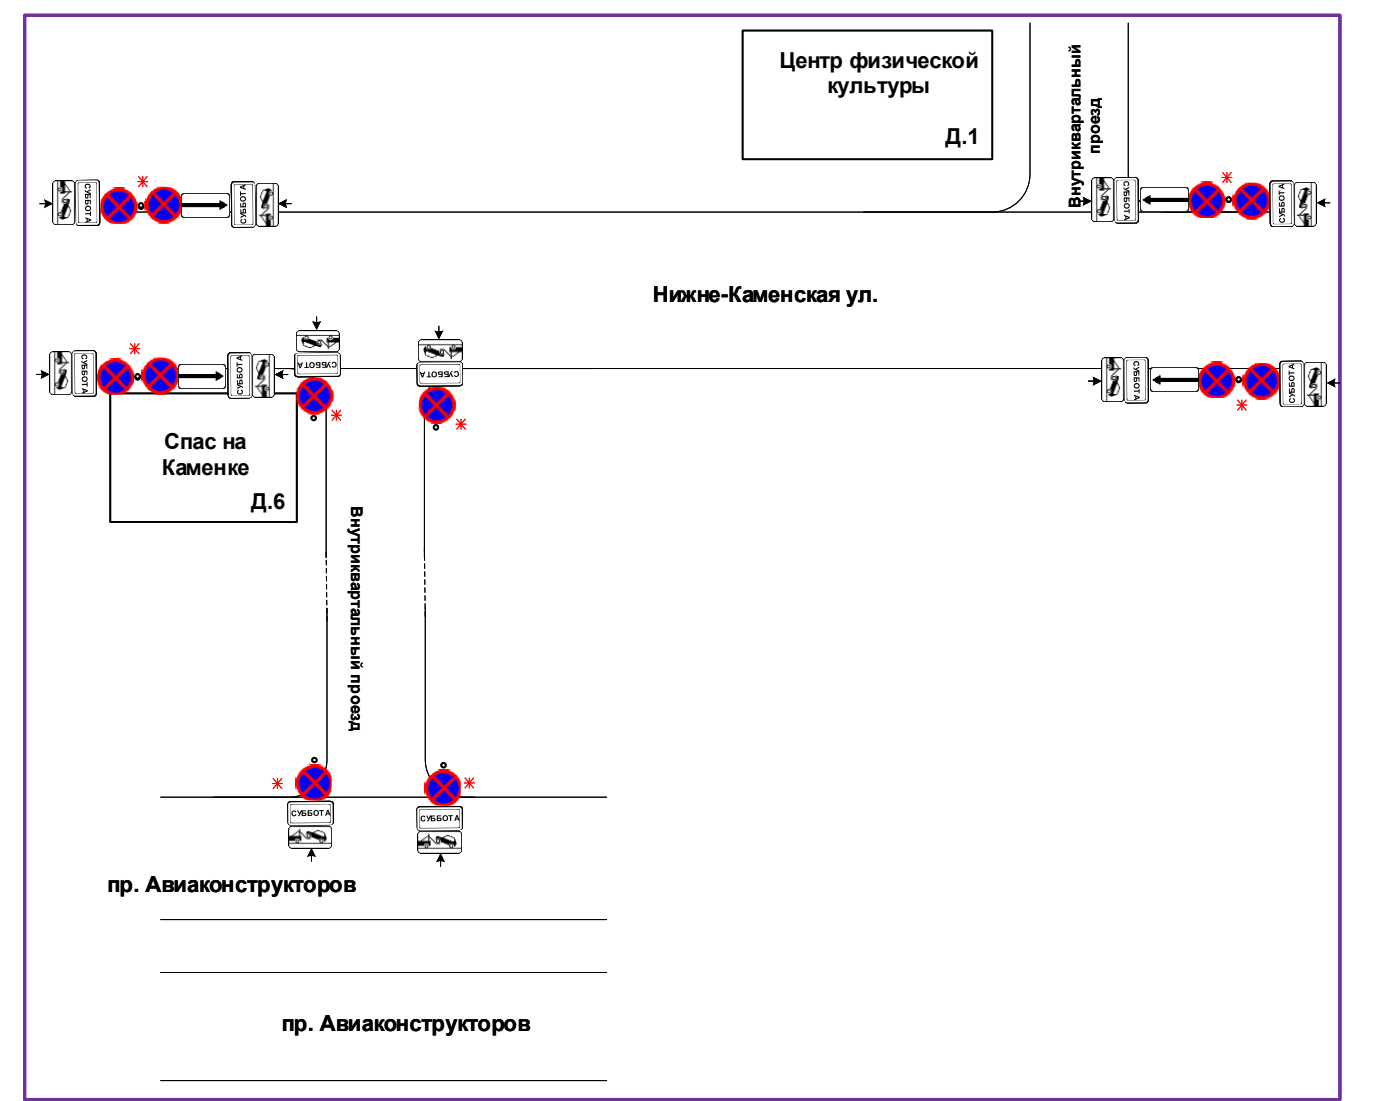 Центр физической
культуры
Д.1
Внутриквартальный
проезд
СУББОТА
СУББОТА
СУББОТА
СУББОТА
Нижне-Каменская ул.
СУББОТА
СУББОТА
СУББОТА
СУББОТА
СУББОТА
СУББОТА
Спас на
Каменке
Д.6
Внутриквартальный проезд
СУББОТА
СУББОТА
пр. Авиаконструкторов
пр. Авиаконструкторов